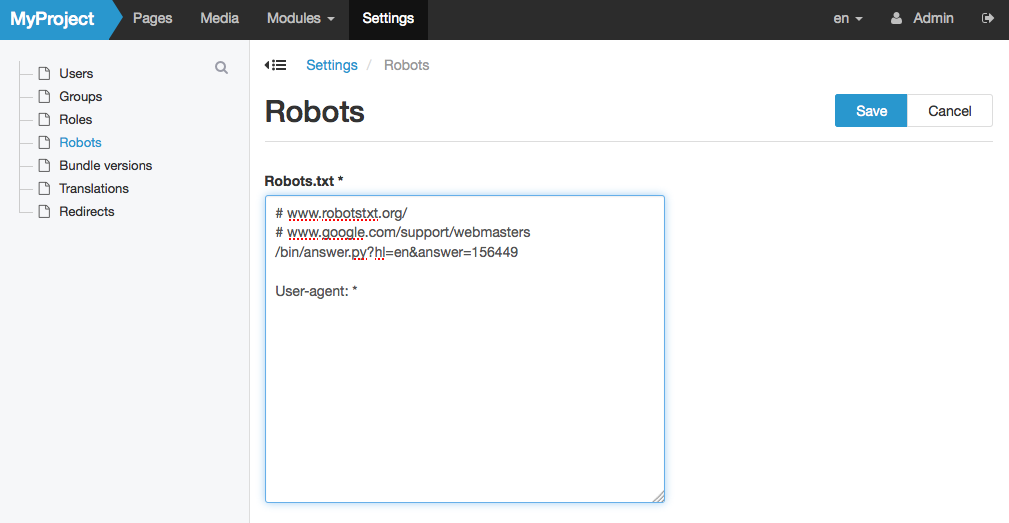 MyProject Pages Media Modules Settings en Admin
Users
Groups
Roles
Robots
Bundle versions
Translations
Redirects
Settings / Robots
Robots
Save Cancel
Robots.txt *
# www.robotstxt.org/
# www.google.com/support/webmasters
/bin/answer.py?hl=en&answer=156449
User-agent: *